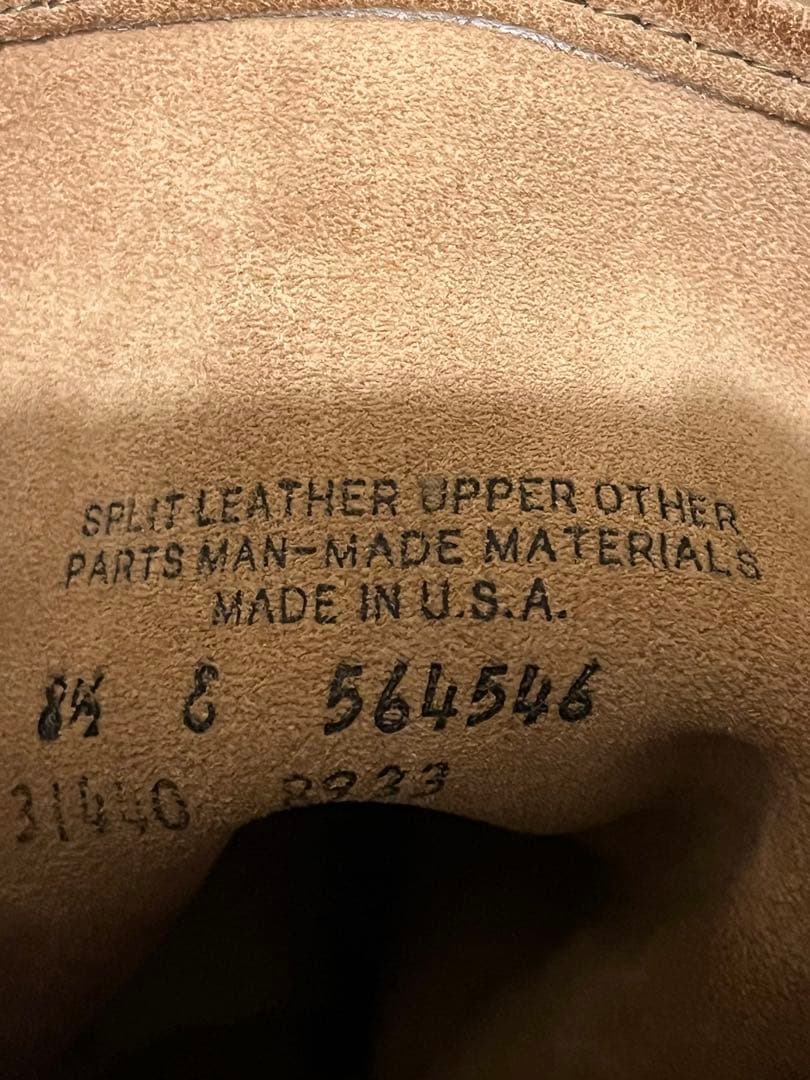 SPLIT LEATHER UPPER OTHER
PARTS MAN-MADE MATERIALS
MADE IN U.S.A.
8½ E 564546
31440